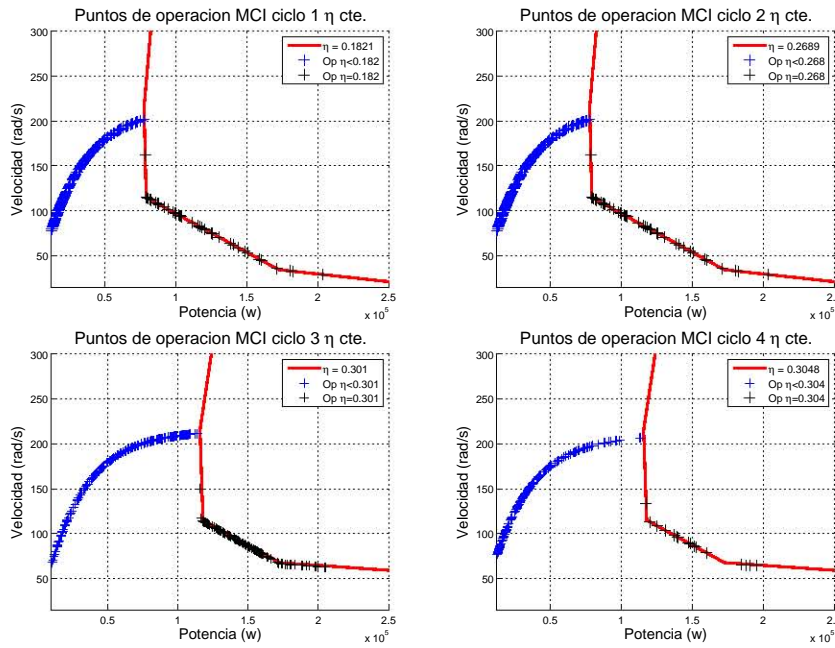 Puntos de operacion MCI ciclo 1 η cte.
300
250
200
150
100
50
Velocidad (rad/s)
η = 0.1821
Op η<0.182
Op η=0.182
0.5 1 1.5 2 2.5
x 10^5
Potencia (w)
Puntos de operacion MCI ciclo 2 η cte.
300
250
200
150
100
50
Velocidad (rad/s)
η = 0.2689
Op η<0.268
Op η=0.268
0.5 1 1.5 2 2.5
x 10^5
Potencia (w)
Puntos de operacion MCI ciclo 3 η cte.
300
250
200
150
100
50
Velocidad (rad/s)
η = 0.301
Op η<0.301
Op η=0.301
0.5 1 1.5 2 2.5
x 10^5
Potencia (w)
Puntos de operacion MCI ciclo 4 η cte.
300
250
200
150
100
50
Velocidad (rad/s)
η = 0.3048
Op η<0.304
Op η=0.304
0.5 1 1.5 2 2.5
x 10^5
Potencia (w)